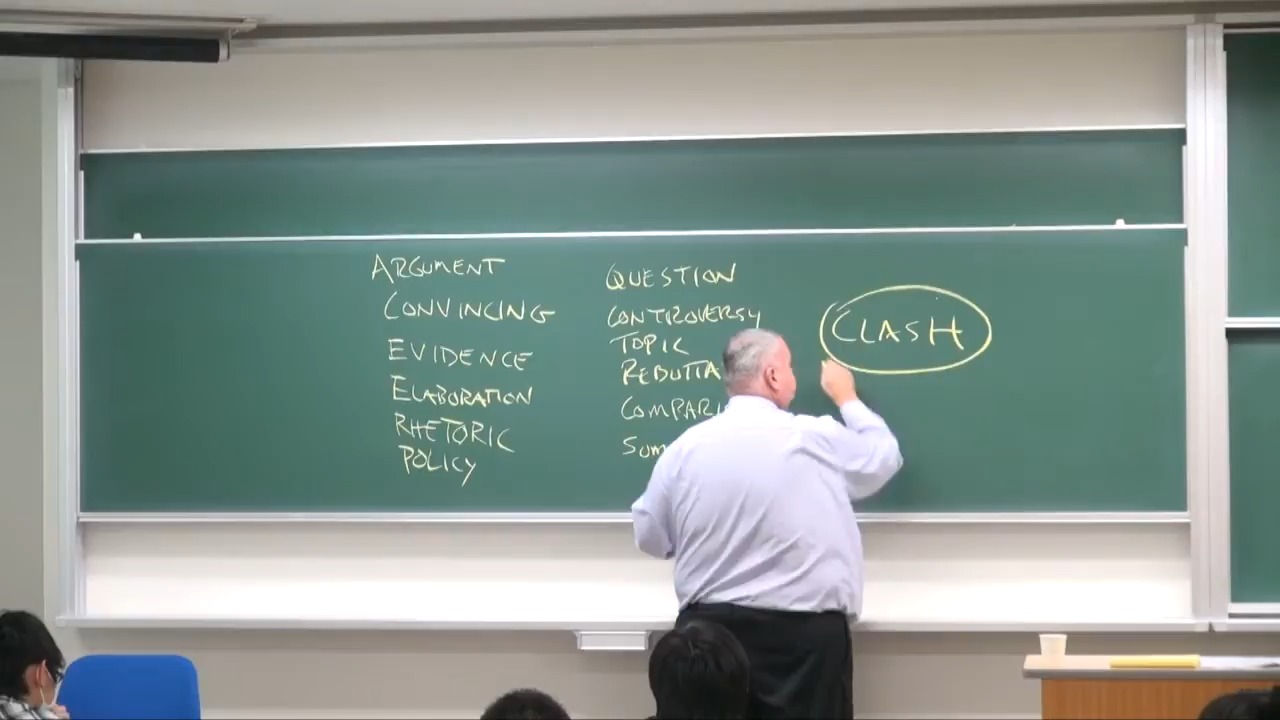 ARGUMENT
CONVINCING
EVIDENCE
ELABORATION
RHETORIC
POLICY
QUESTION
CONTROVERSY
TOPIC
CLASH